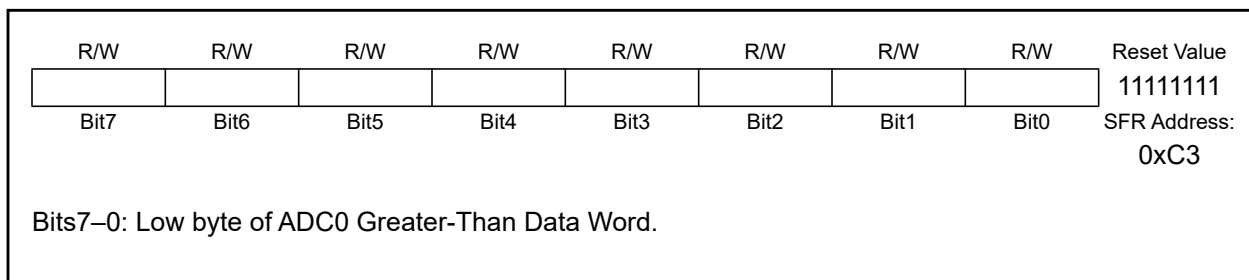 R/W R/W R/W R/W R/W R/W R/W R/W Reset Value
11111111
Bit7 Bit6 Bit5 Bit4 Bit3 Bit2 Bit1 Bit0 SFR Address:
0xC3
Bits7–0: Low byte of ADC0 Greater-Than Data Word.